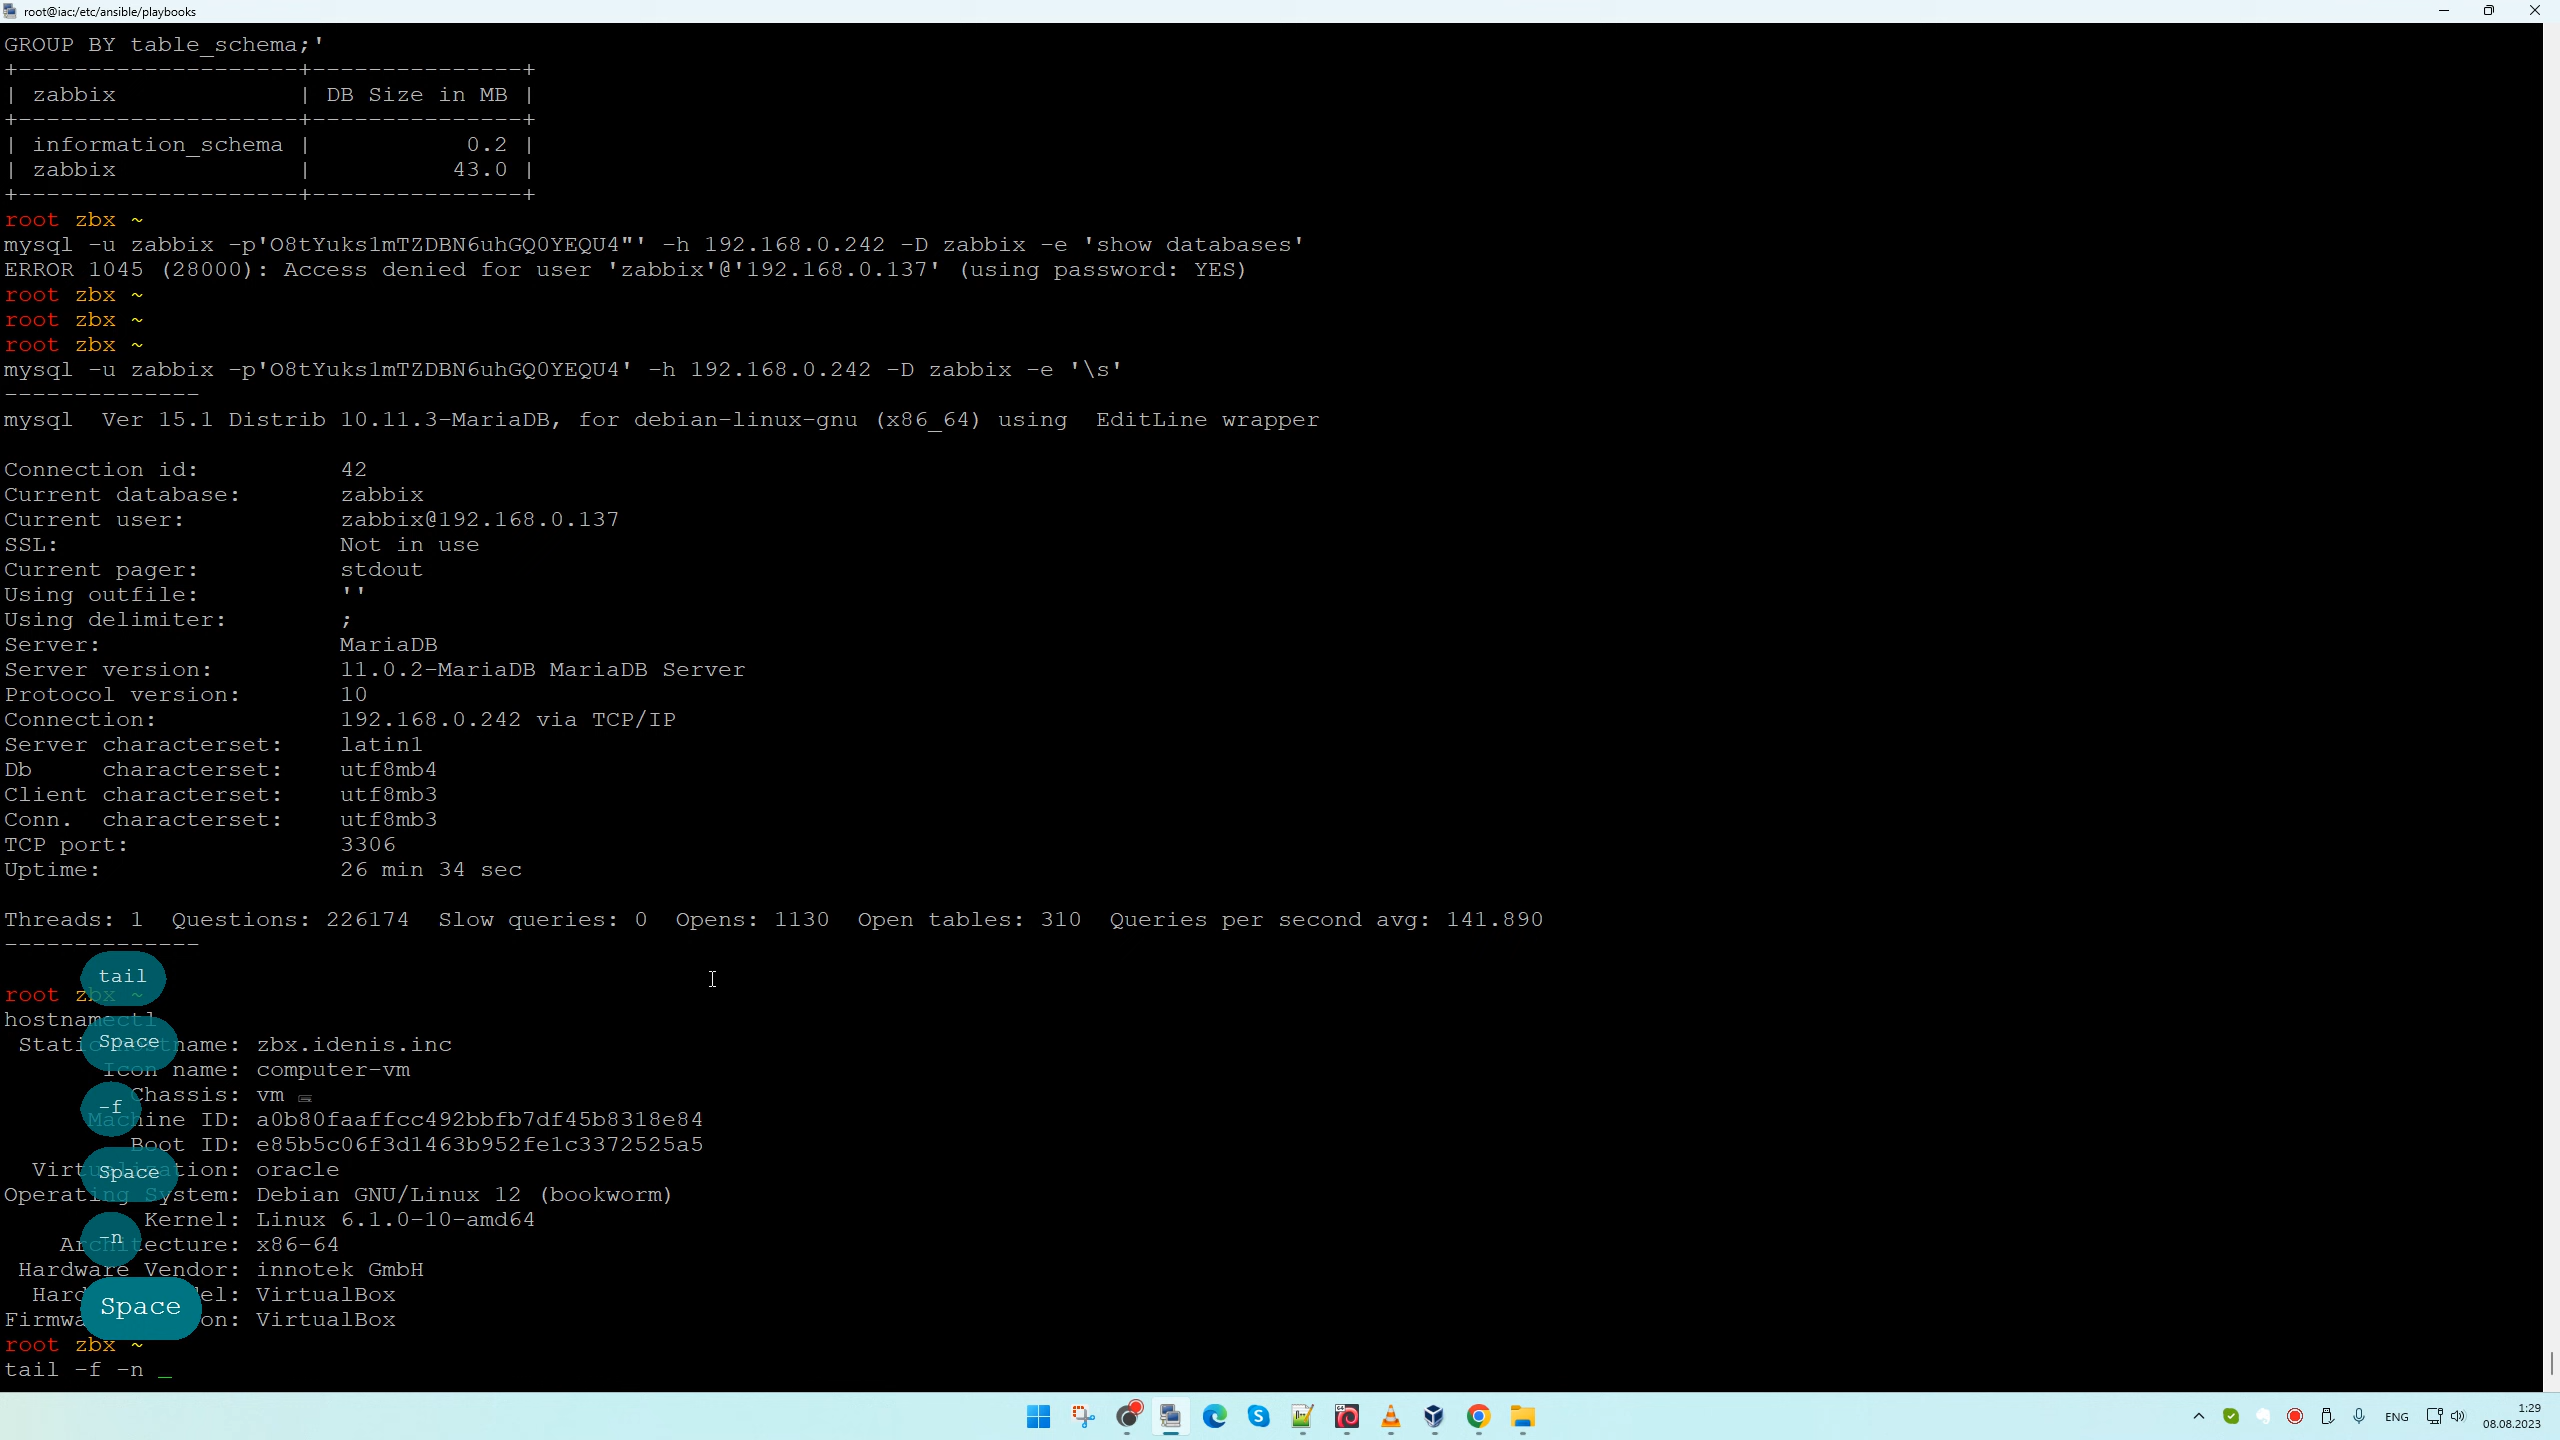 root@iac:/etc/ansible/playbooks
GROUP BY table_schema;'
+--------------------+---------------+
| zabbix             | DB Size in MB |
+--------------------+---------------+
| information_schema |           0.2 |
| zabbix             |          43.0 |
+--------------------+---------------+
root zbx ~
mysql -u zabbix -p'O8tYukslmTZDBN6uhGQ0YEQU4"' -h 192.168.0.242 -D zabbix -e 'show databases'
ERROR 1045 (28000): Access denied for user 'zabbix'@'192.168.0.137' (using password: YES)
root zbx ~
root zbx ~
root zbx ~
mysql -u zabbix -p'O8tYukslmTZDBN6uhGQ0YEQU4' -h 192.168.0.242 -D zabbix -e '\s'
--------------
mysql  Ver 15.1 Distrib 10.11.3-MariaDB, for debian-linux-gnu (x86_64) using  EditLine wrapper
Connection id:          42
Current database:       zabbix
Current user:           zabbix@192.168.0.137
SSL:                    Not in use
Current pager:          stdout
Using outfile:          ''
Using delimiter:        ;
Server:                 MariaDB
Server version:         11.0.2-MariaDB MariaDB Server
Protocol version:       10
Connection:             192.168.0.242 via TCP/IP
Server characterset:    latin1
Db     characterset:    utf8mb4
Client characterset:    utf8mb3
Conn.  characterset:    utf8mb3
TCP port:               3306
Uptime:                 26 min 34 sec
Threads: 1  Questions: 226174  Slow queries: 0  Opens: 1130  Open tables: 310  Queries per second avg: 141.890
--------------
tail
root zbx ~
hostnamectl
Space
Static hostname: zbx.idenis.inc
Icon name: computer-vm
Chassis: vm
-f
Machine ID: a0b80faaffcc492bbfb7df45b8318e84
Boot ID: e85b5c06f3d1463b952fe1c3372525a5
Space
Virtualization: oracle
Operating System: Debian GNU/Linux 12 (bookworm)
Kernel: Linux 6.1.0-10-amd64
-n
Architecture: x86-64
Hardware Vendor: innotek GmbH
Hardware Model: VirtualBox
Space
Firmware Version: VirtualBox
root zbx ~
tail -f -n _
ENG
1:29
08.08.2023